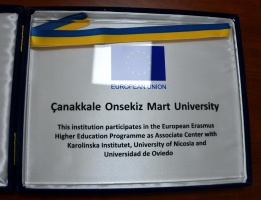 EUROPEAN UNION
Çanakkale Onsekiz Mart University
This institution participates in the European Erasmus
Higher Education Programme as Associate Center with
Karolinska Institutet, University of Nicosia and
Universidad de Oviedo